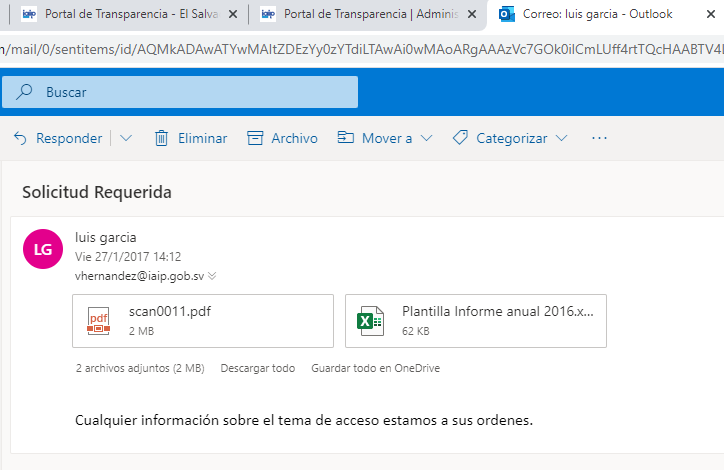 iaip Portal de Transparencia - El Salva
iaip Portal de Transparencia | Adminis
Correo: luis garcia - Outlook
n/mail/0/sentitems/id/
Buscar
Responder Eliminar Archivo Mover a Categorizar ...
Solicitud Requerida
LG
luis garcia
Vie 27/1/2017 14:12
vhernandez@iaip.gob.sv
pdf
scan0011.pdf
2 MB
Plantilla Informe anual 2016.x...
62 KB
2 archivos adjuntos (2 MB) Descargar todo Guardar todo en OneDrive
Cualquier información sobre el tema de acceso estamos a sus ordenes.